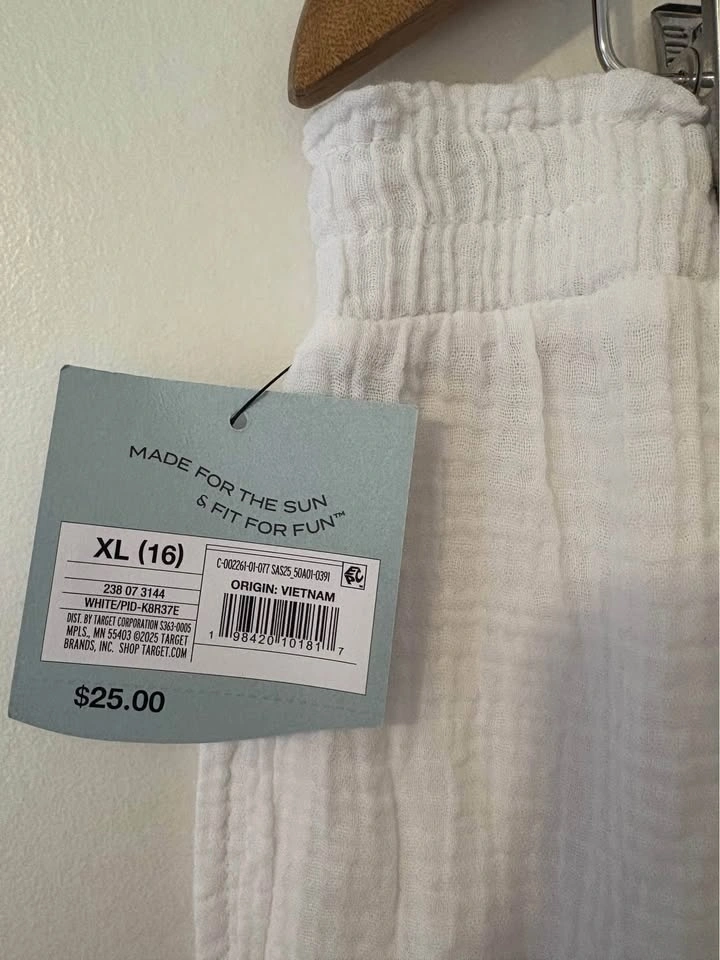 MADE FOR THE SUN
& FIT FOR FUN™
XL (16)
238 07 3144
WHITE/PID-K8R37E
DIST. BY TARGET CORPORATION S363-0005
MPLS., MN 55403 ©2025 TARGET
BRANDS, INC. SHOP TARGET.COM
C-002261-01-077 SAS25_50A01-0391
ORIGIN: VIETNAM
1 98420 10181 7
$25.00